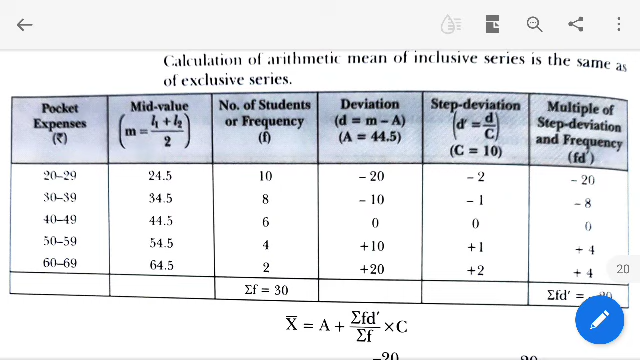 Calculation of arithmetic mean of inclusive series is the same as
of exclusive series.
Pocket Expenses (₹) Mid-value (m = l₁ + l₂ / 2) No. of Students or Frequency (f) Deviation (d = m – A) (A = 44.5) Step-deviation (d′ = d / C) (C = 10) Multiple of Step-deviation and Frequency (fd′)
20–29 24.5 10 – 20 – 2 – 20
30–39 34.5 8 – 10 – 1 – 8
40–49 44.5 6 0 0 0
50–59 54.5 4 +10 +1 + 4
60–69 64.5 2 +20 +2 + 4
20
Σf = 30 Σfd′ =
X̅ = A + Σfd′ / Σf × C
–20